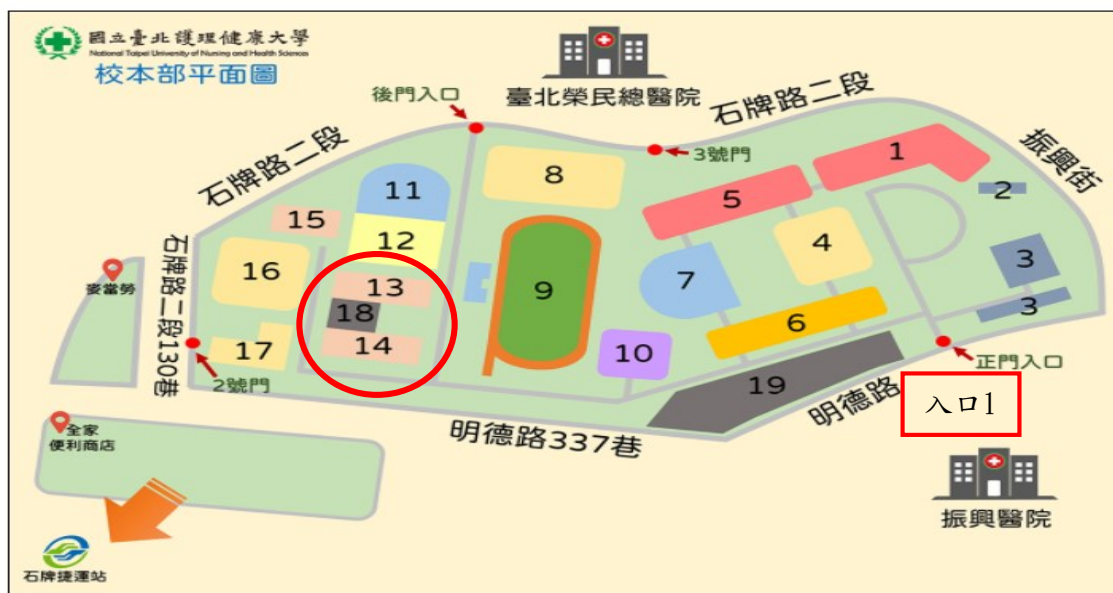 國立臺北護理健康大學
National Taipei University of Nursing and Health Sciences
校本部平面圖
臺北榮民總醫院
後門入口
石牌路二段
3號門
石牌路二段
振興街
1
2
3
3
4
5
6
7
8
9
10
11
12
13
14
15
16
17
18
19
石牌路二段130巷
麥當勞
2號門
正門入口
明德路
入口1
明德路337巷
全家
便利商店
振興醫院
石牌捷運站